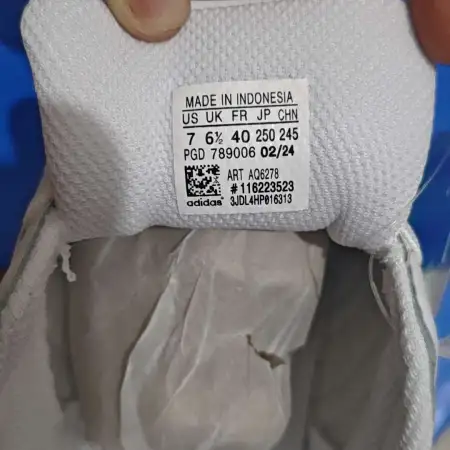 MADE IN INDONESIA
US UK FR JP CHN
7 6½ 40 250 245
PGD 789006 02/24
ART AQ6278
#116223523
adidas 3JDL4HP016313